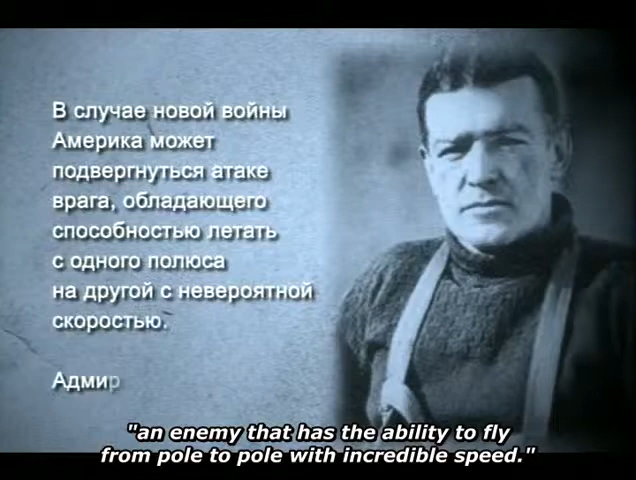 В случае новой войны
Америка может
подвергнуться атаке
врага, обладающего
способностью летать
с одного полюса
на другой с невероятной
скоростью.
Адмир
"an enemy that has the ability to fly
from pole to pole with incredible speed."